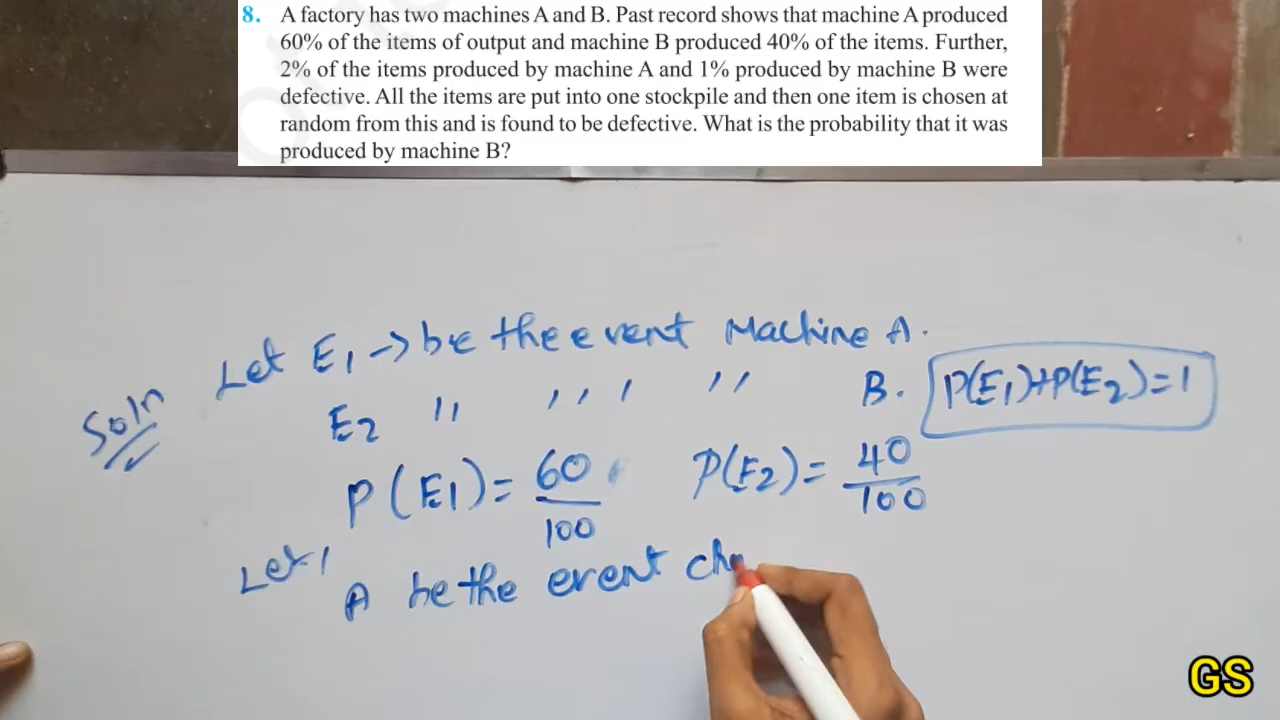 8. A factory has two machines A and B. Past record shows that machine A produced
60% of the items of output and machine B produced 40% of the items. Further,
2% of the items produced by machine A and 1% produced by machine B were
defective. All the items are put into one stockpile and then one item is chosen at
random from this and is found to be defective. What is the probability that it was
produced by machine B?
Soln Let E1 → be the event Machine A.
E2 '' ''' '' B. P(E1)+P(E2)=1
P(E1)= 60/100 P(E2)= 40/100
Let,
A be the event cho
GS